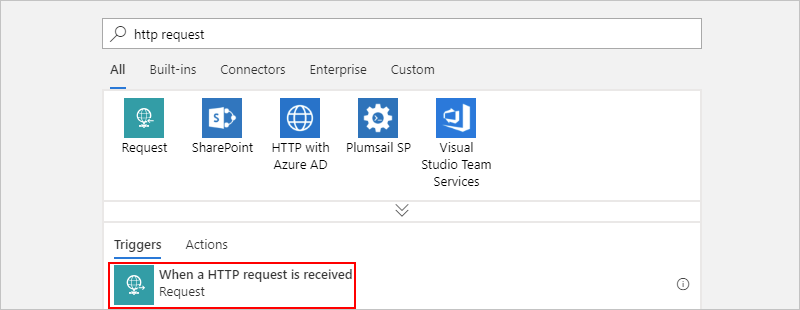 http request
All Built-ins Connectors Enterprise Custom
Request SharePoint HTTP with Azure AD Plumsail SP Visual Studio Team Services
Triggers Actions
When a HTTP request is received
Request